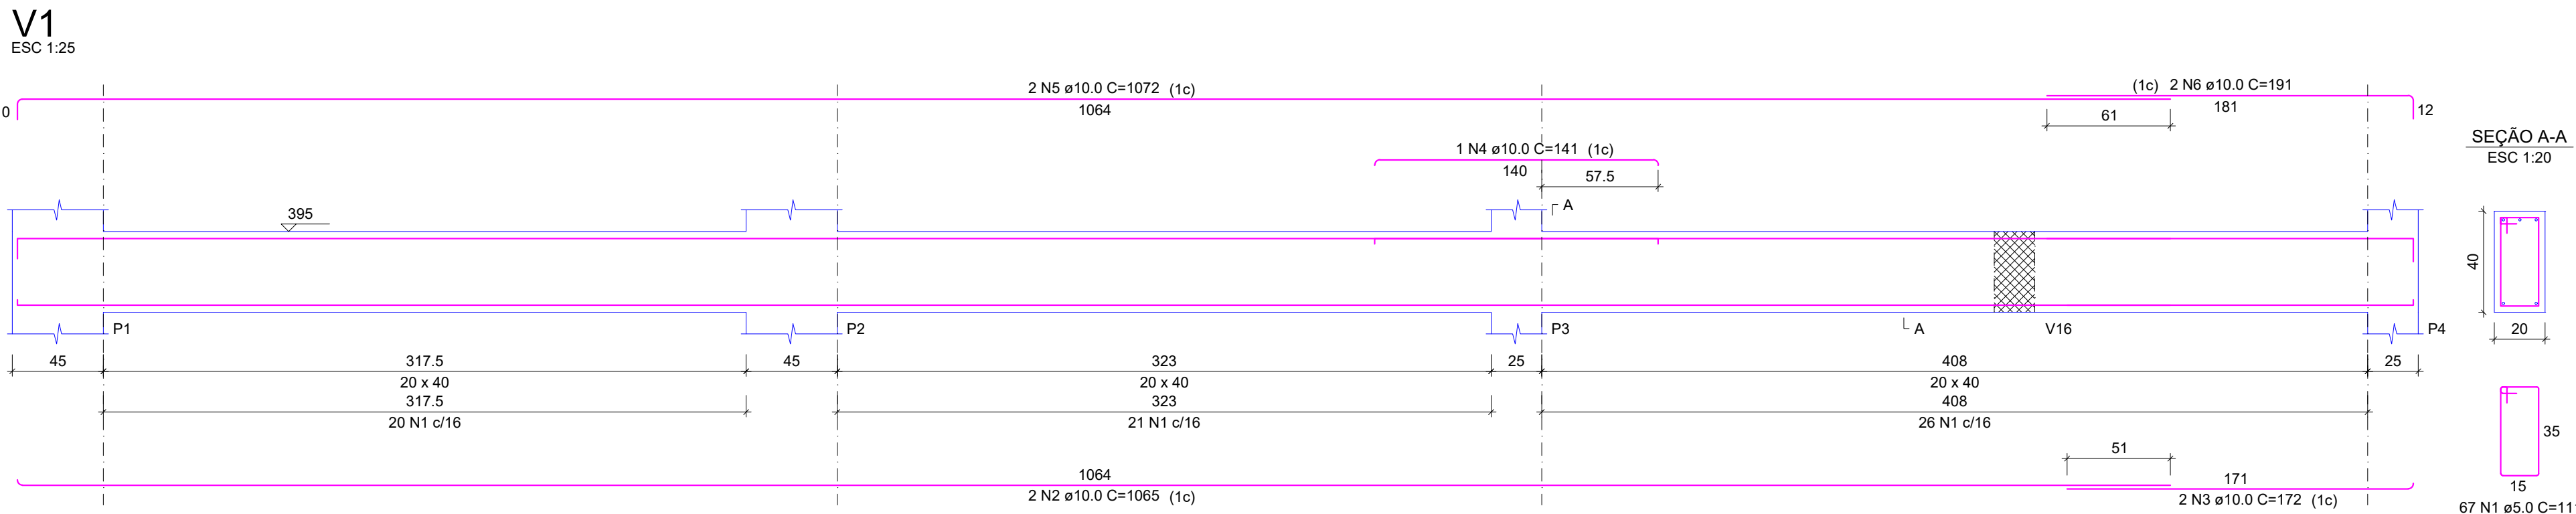 V1
ESC 1:25
2 N5 ø10.0 C=1072 (1c)
1064
(1c) 2 N6 ø10.0 C=191
181
61
0
12
1 N4 ø10.0 C=141 (1c)
140
57.5
SEÇÃO A-A
ESC 1:20
395
A
40
20
P1
P2
P3
A
V16
P4
45
317.5
45
323
25
408
25
20 x 40
20 x 40
20 x 40
317.5
323
408
20 N1 c/16
21 N1 c/16
26 N1 c/16
35
15
67 N1 ø5.0 C=11
51
1064
171
2 N2 ø10.0 C=1065 (1c)
2 N3 ø10.0 C=172 (1c)